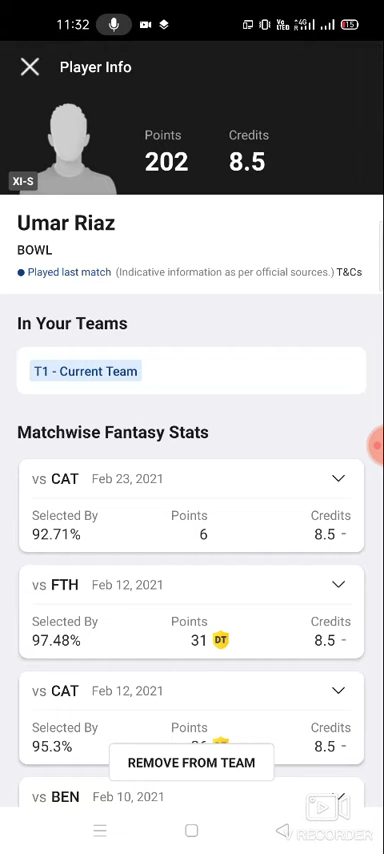 11:32
Vo LTE 4G R 15
Player Info
Points Credits
202 8.5
XI-S
Umar Riaz
BOWL
Played last match (Indicative information as per official sources.) T&Cs
In Your Teams
T1 - Current Team
Matchwise Fantasy Stats
vs CAT Feb 23, 2021
Selected By Points Credits
92.71% 6 8.5 -
vs FTH Feb 12, 2021
Selected By Points Credits
97.48% 31 DT 8.5 -
vs CAT Feb 12, 2021
Selected By Points Credits
95.3% 8.5 -
REMOVE FROM TEAM
vs BEN Feb 10, 2021
RECORDER